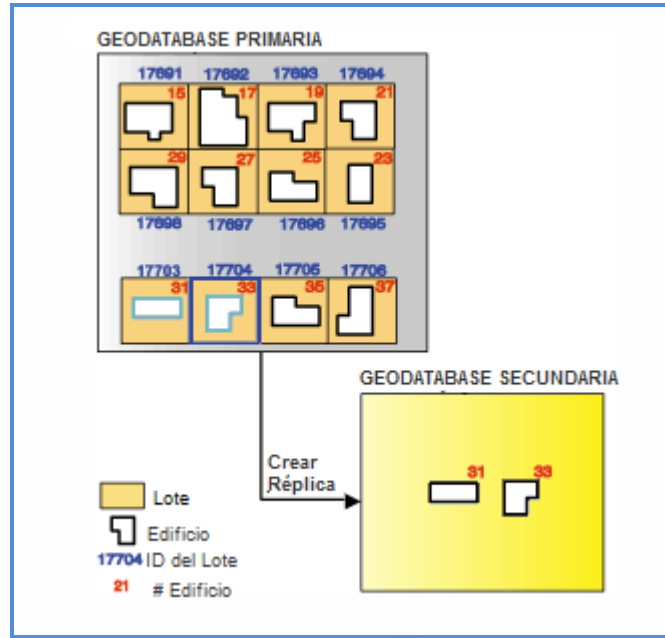 GEODATABASE PRIMARIA
17691 17692 17693 17694
15 17 19 21
29 27 25 23
17698 17697 17696 17695
17703 17704 17705 17706
31 33 35 37
GEODATABASE SECUNDARIA
Crear
Réplica
31 33
Lote
Edificio
17704 ID del Lote
21 # Edificio